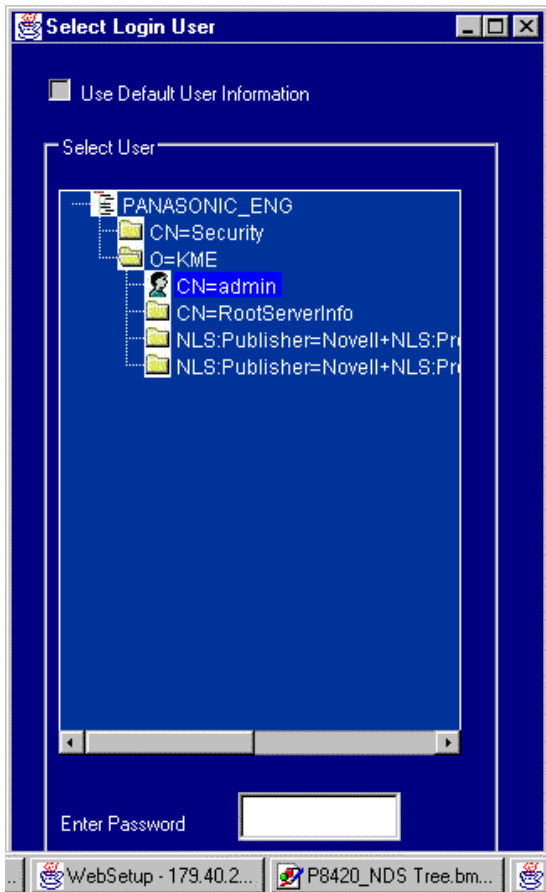 Select Login User
Use Default User Information
Select User
PANASONIC_ENG
CN=Security
O=KME
CN=admin
CN=RootServerInfo
NLS:Publisher=Novell+NLS:Pr
NLS:Publisher=Novell+NLS:Pr
Enter Password
.. WebSetup - 179.40.2... P8420_NDS Tree.bm...